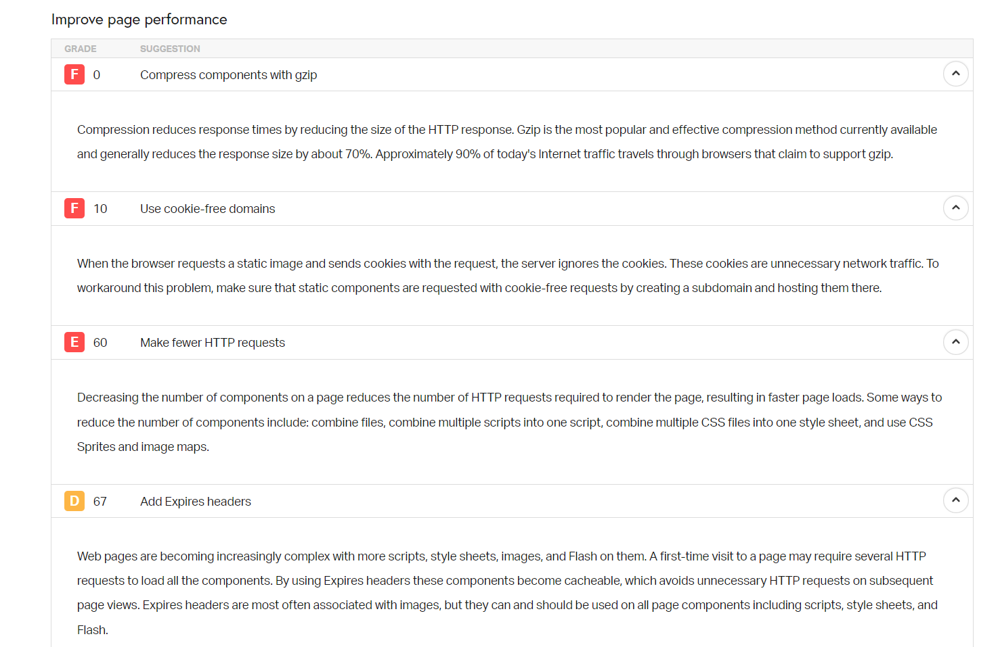 Improve page performance
GRADE SUGGESTION
F 0 Compress components with gzip
Compression reduces response times by reducing the size of the HTTP response. Gzip is the most popular and effective compression method currently available
and generally reduces the response size by about 70%. Approximately 90% of today's Internet traffic travels through browsers that claim to support gzip.
F 10 Use cookie-free domains
When the browser requests a static image and sends cookies with the request, the server ignores the cookies. These cookies are unnecessary network traffic. To
workaround this problem, make sure that static components are requested with cookie-free requests by creating a subdomain and hosting them there.
E 60 Make fewer HTTP requests
Decreasing the number of components on a page reduces the number of HTTP requests required to render the page, resulting in faster page loads. Some ways to
reduce the number of components include: combine files, combine multiple scripts into one script, combine multiple CSS files into one style sheet, and use CSS
Sprites and image maps.
D 67 Add Expires headers
Web pages are becoming increasingly complex with more scripts, style sheets, images, and Flash on them. A first-time visit to a page may require several HTTP
requests to load all the components. By using Expires headers these components become cacheable, which avoids unnecessary HTTP requests on subsequent
page views. Expires headers are most often associated with images, but they can and should be used on all page components including scripts, style sheets, and
Flash.